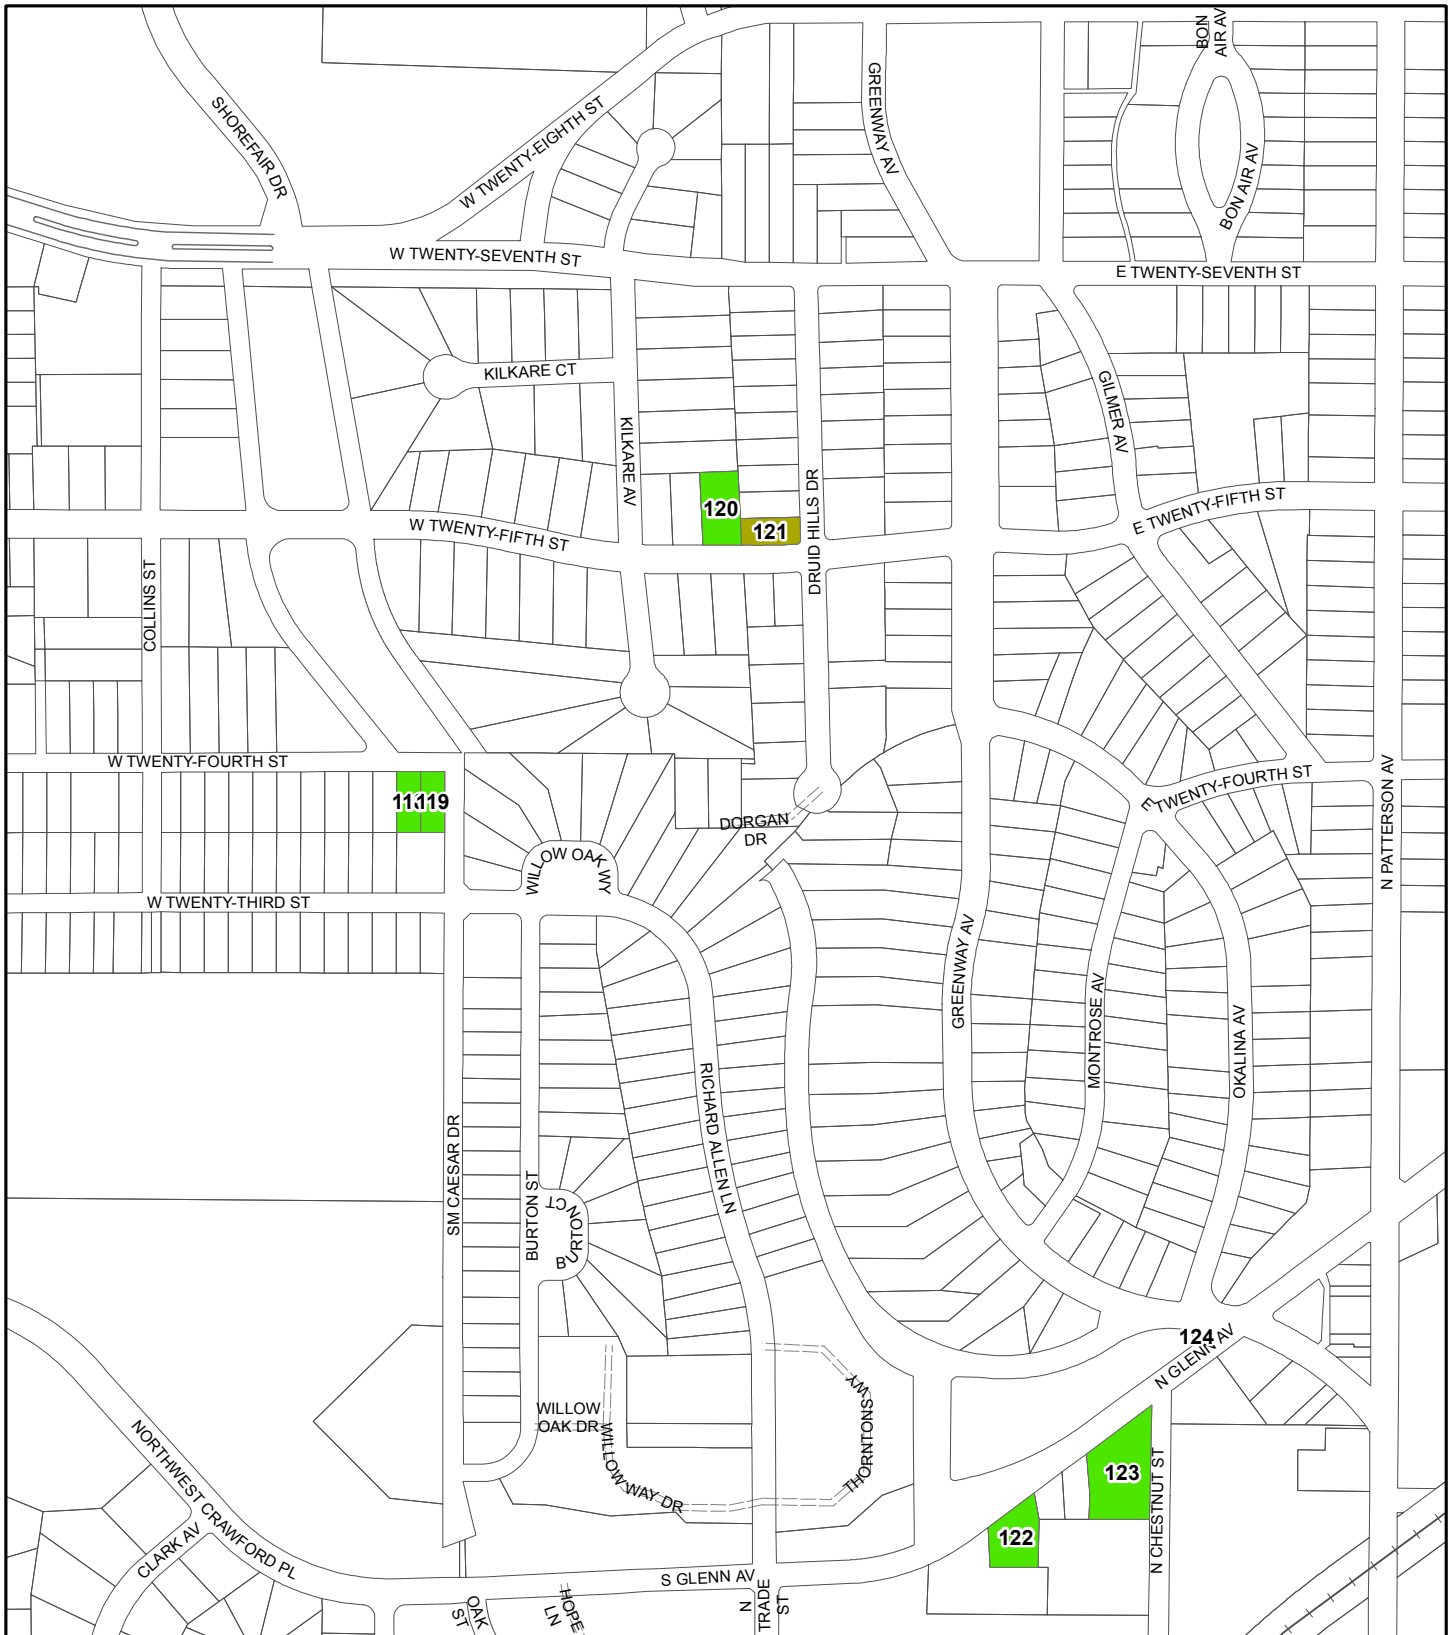 BON
AIR AV
SHOREFAIR DR
W TWENTY-EIGHTH ST
GREENWAY AV
BON AIR AV
W TWENTY-SEVENTH ST
E TWENTY-SEVENTH ST
KILKARE CT
KILKARE AV
GILMER AV
DRUID HILLS DR
120
121
W TWENTY-FIFTH ST
E TWENTY-FIFTH ST
COLLINS ST
W TWENTY-FOURTH ST
E TWENTY-FOURTH ST
N PATTERSON AV
119
DORGAN
DR
WILLOW OAK WY
W TWENTY-THIRD ST
GREENWAY AV
MONTROSE AV
OKALINA AV
RICHARD ALLEN LN
SM CAESAR DR
BURTON ST
BURTON CT
124
N GLENN AV
WILLOW
OAK DR
WILLOW WAY DR
THORNTONS WY
NORTHWEST CRAWFORD PL
CLARK AV
123
122
N CHESTNUT ST
S GLENN AV
OAK
ST
HOPE
LN
N
TRADE
ST